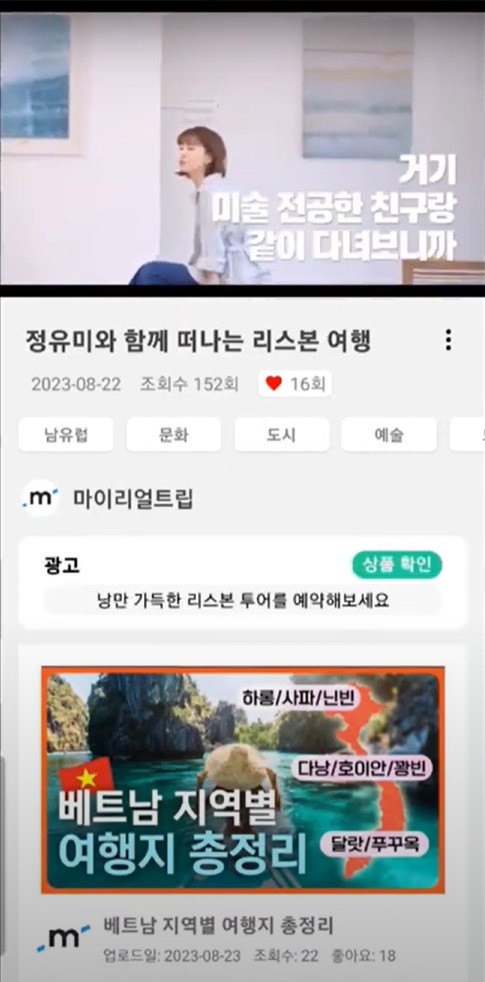 거기
미술 전공한 친구랑
같이 다녀보니까
정유미와 함께 떠나는 리스본 여행
2023-08-22 조회수 152회 16회
남유럽 문화 도시 예술
.m 마이리얼트립
광고 상품 확인
낭만 가득한 리스본 투어를 예약해보세요
하롱/사파/닌빈
다낭/호이안/꽝빈
베트남 지역별
여행지 총정리
달랏/푸꾸옥
.m 베트남 지역별 여행지 총정리
업로드일: 2023-08-23 조회수: 22 좋아요: 18